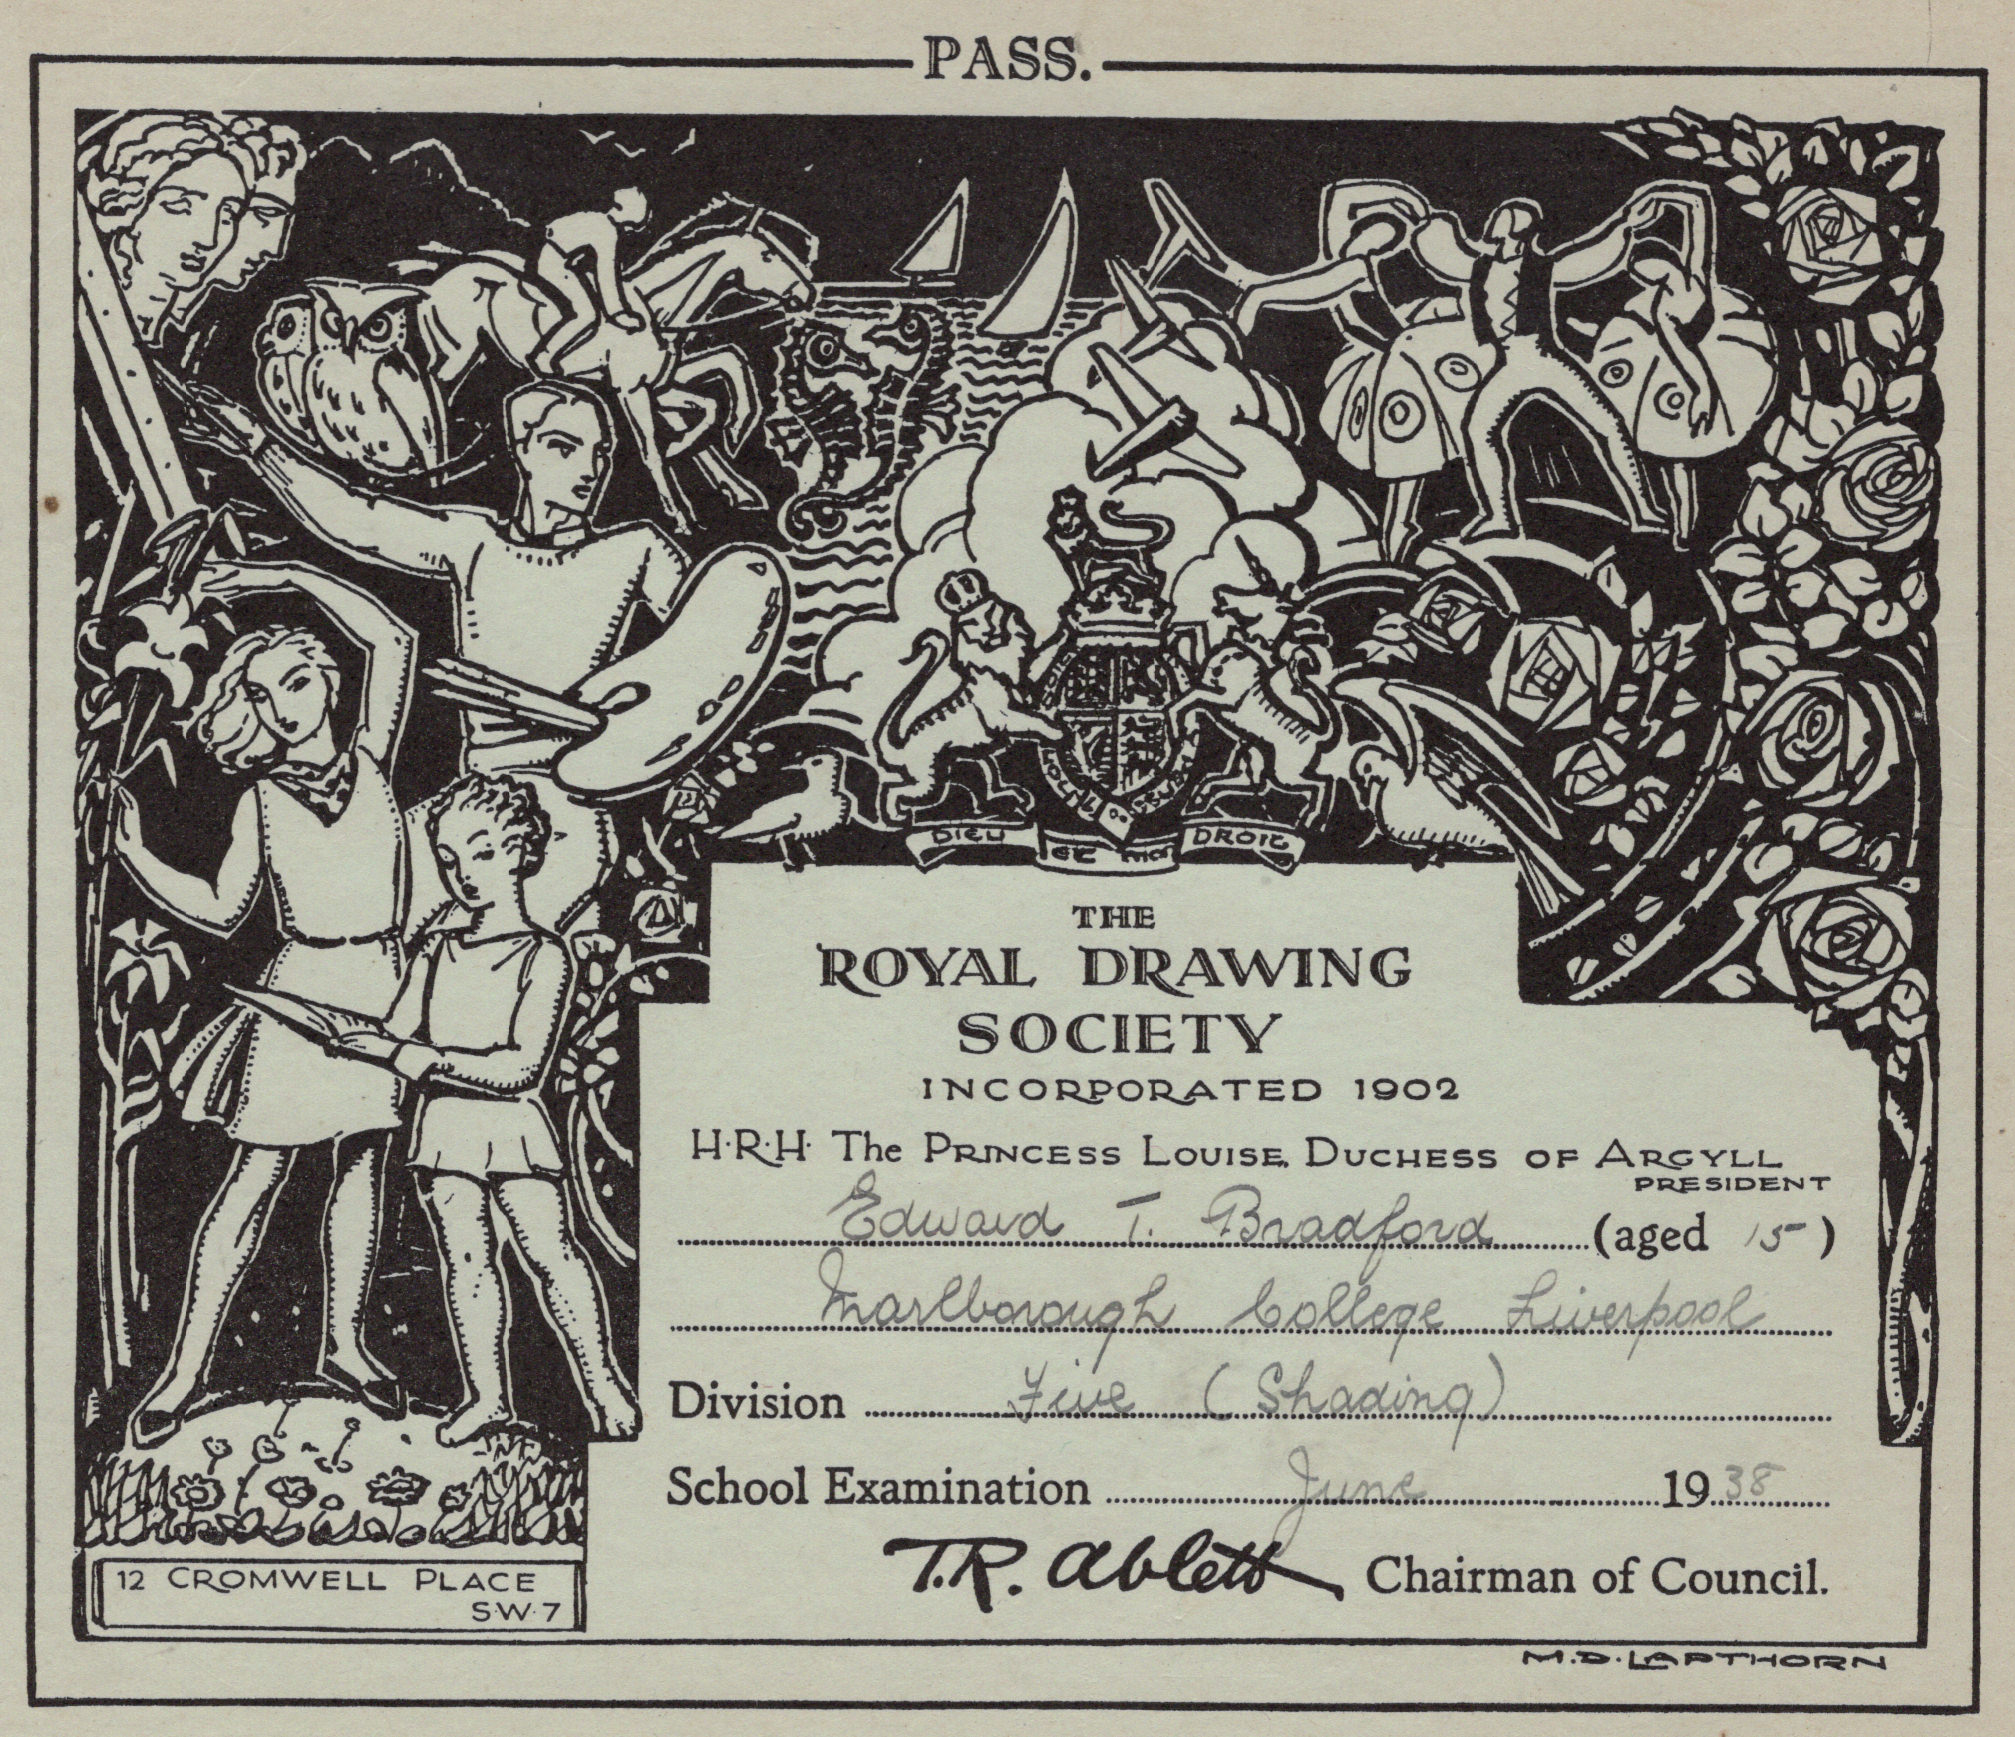 PASS.
DIEU ET MON DROIT
THE
ROYAL DRAWING
SOCIETY
INCORPORATED 1902
H·R·H· The PRINCESS LOUISE, DUCHESS OF ARGYLL
PRESIDENT
Edward T. Bradford (aged 15)
Marlborough College Liverpool
Division Five (Shading)
School Examination June 1938
T.R. Ablett Chairman of Council.
12 CROMWELL PLACE
S·W·7
M.D. LAPTHORN